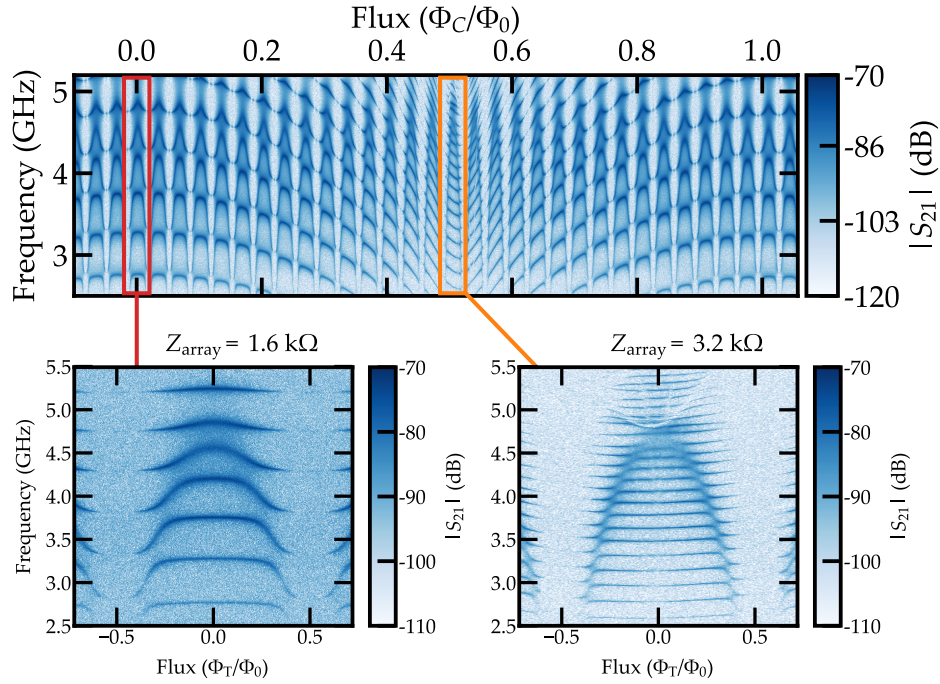 Flux (Φ_C/Φ_0)
0.0 0.2 0.4 0.6 0.8 1.0
Frequency (GHz)
5
4
3
-70
-86
-103
-120
|S_21| (dB)
Z_array = 1.6 kΩ
Z_array = 3.2 kΩ
Frequency (GHz)
5.5
5.0
4.5
4.0
3.5
3.0
2.5
−0.5 0.0 0.5
Flux (Φ_T/Φ_0)
-70
-80
-90
-100
-110
|S_21| (dB)
5.5
5.0
4.5
4.0
3.5
3.0
2.5
−0.5 0.0 0.5
Flux (Φ_T/Φ_0)
-70
-80
-90
-100
-110
|S_21| (dB)